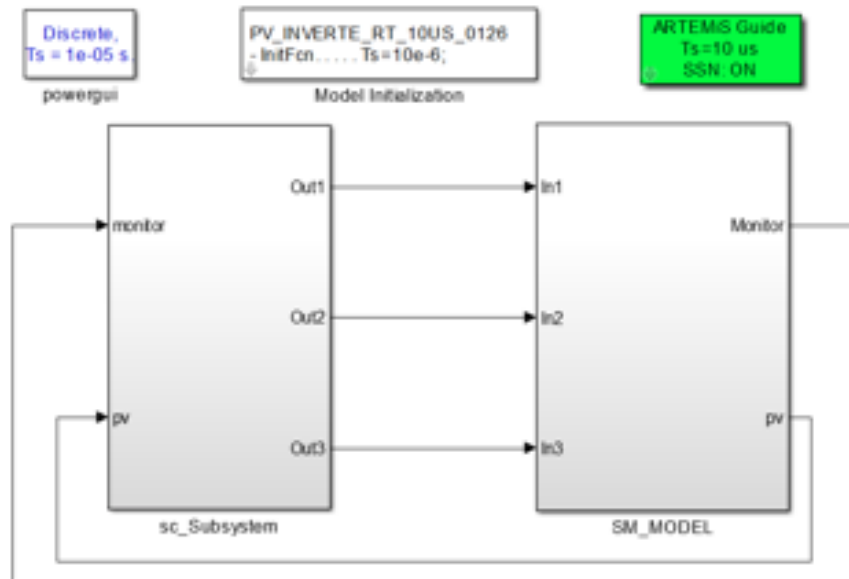 Discrete,
Ts = 1e-05 s.
powergui
PV_INVERTE_RT_10US_0126
- InitFcn.....Ts=10e-6;
Model Initialization
ARTEMiS Guide
Ts=10 us
SSN: ON
monitor
pv
Out1
Out2
Out3
sc_Subsystem
In1
In2
In3
Monitor
pv
SM_MODEL